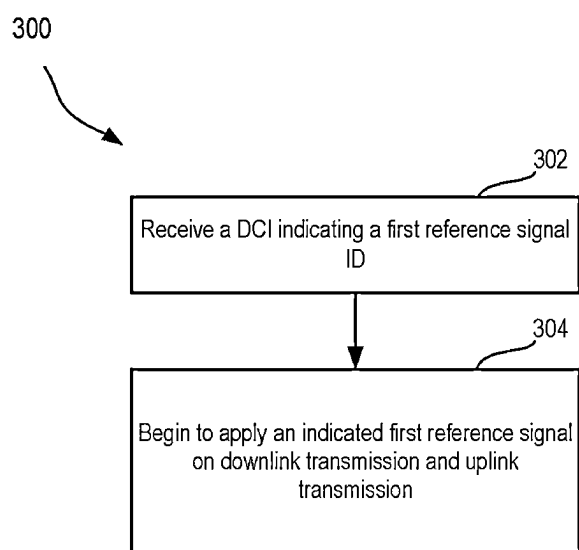 300
302
Receive a DCI indicating a first reference signal
ID
304
Begin to apply an indicated first reference signal
on downlink transmission and uplink
transmission